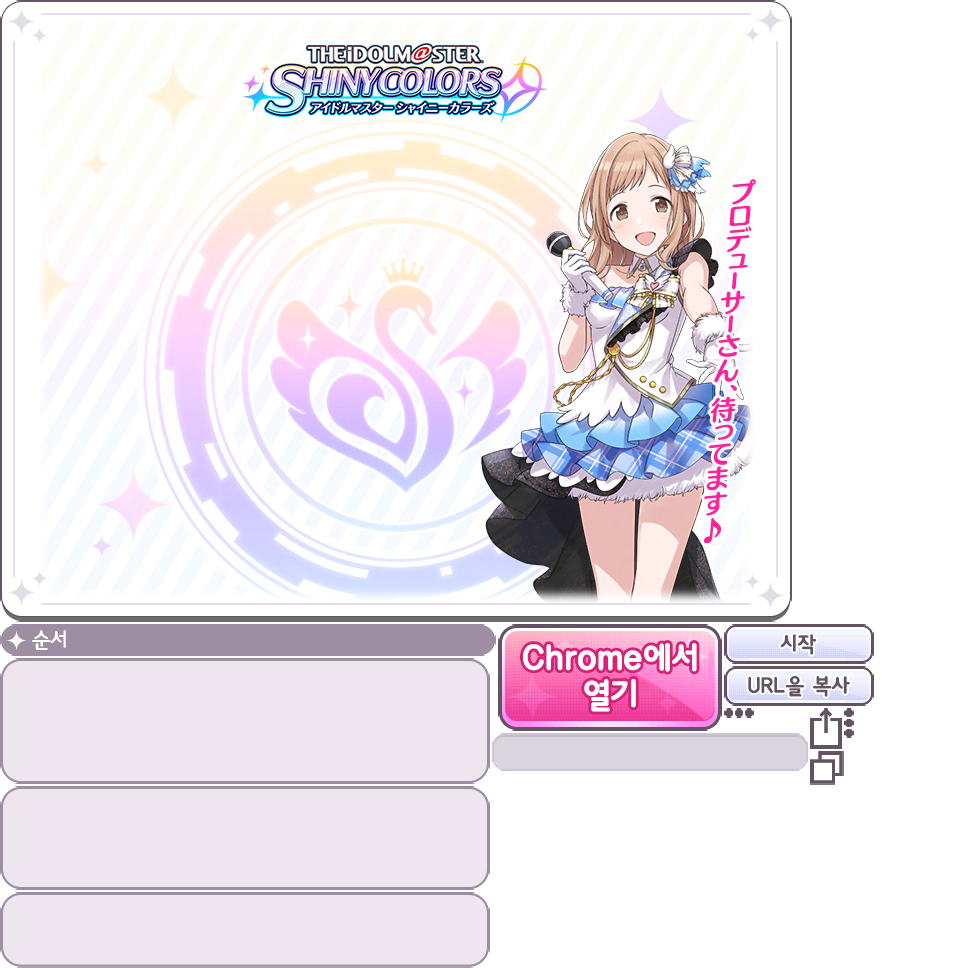 THE iDOLM@STER
SHINY COLORS
アイドルマスター シャイニーカラーズ
プロデューサーさん、待ってます♪
순서
Chrome에서
열기
시작
URL을 복사